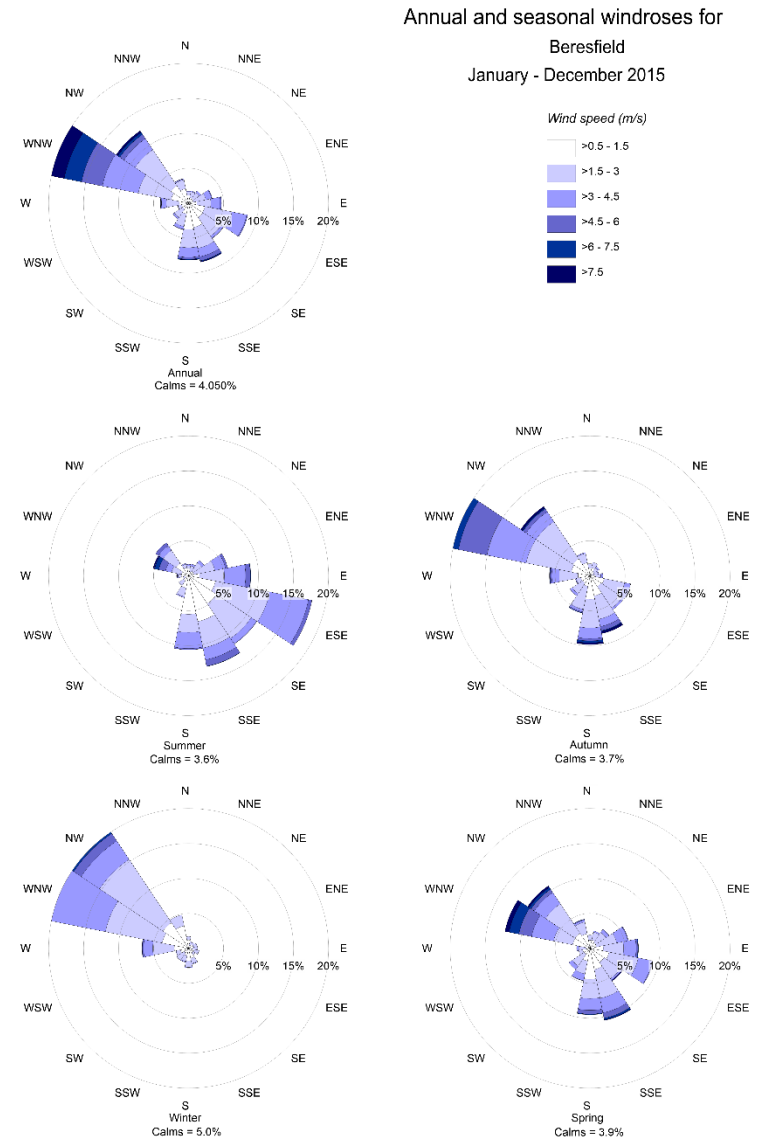 Annual and seasonal windroses for
Beresfield
January - December 2015
Wind speed (m/s)
>0.5 - 1.5
>1.5 - 3
>3 - 4.5
>4.5 - 6
>6 - 7.5
>7.5
N
NNW NNE
NW NE
WNW ENE
W E
5% 10% 15% 20%
WSW ESE
SW SE
SSW SSE
S
Annual
Calms = 4.050%
N
NNW NNE
NW NE
WNW ENE
W E
5% 10% 15% 20%
WSW ESE
SW SE
SSW SSE
S
Summer
Calms = 3.6%
N
NNW NNE
NW NE
WNW ENE
W E
5% 10% 15% 20%
WSW ESE
SW SE
SSW SSE
S
Autumn
Calms = 3.7%
N
NNW NNE
NW NE
WNW ENE
W E
5% 10% 15% 20%
WSW ESE
SW SE
SSW SSE
S
Winter
Calms = 5.0%
N
NNW NNE
NW NE
WNW ENE
W E
5% 10% 15% 20%
WSW ESE
SW SE
SSW SSE
S
Spring
Calms = 3.9%